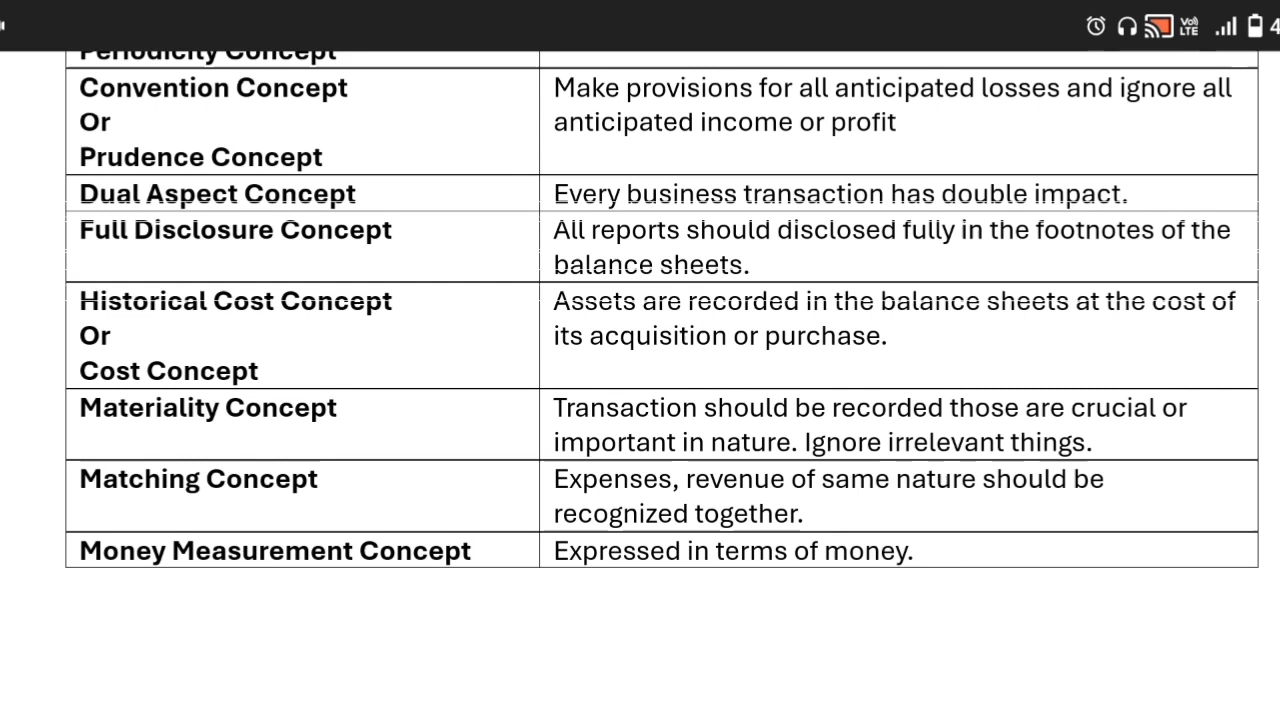 Vo)
LTE
4
Periodicity Concept
Convention Concept
Or
Prudence Concept
Make provisions for all anticipated losses and ignore all
anticipated income or profit
Dual Aspect Concept
Every business transaction has double impact.
Full Disclosure Concept
All reports should disclosed fully in the footnotes of the
balance sheets.
Historical Cost Concept
Or
Cost Concept
Assets are recorded in the balance sheets at the cost of
its acquisition or purchase.
Materiality Concept
Transaction should be recorded those are crucial or
important in nature. Ignore irrelevant things.
Matching Concept
Expenses, revenue of same nature should be
recognized together.
Money Measurement Concept
Expressed in terms of money.